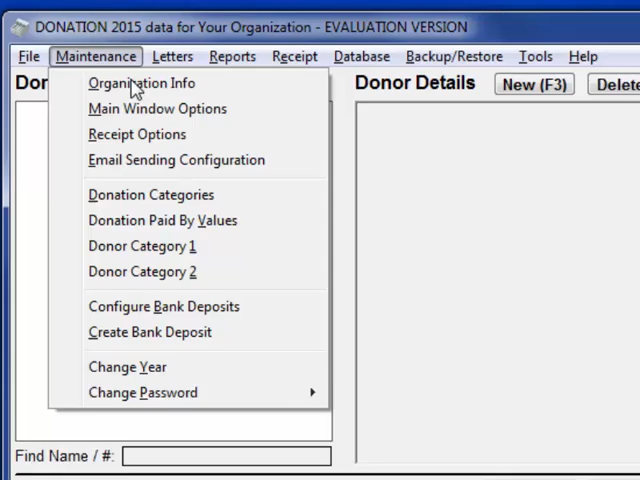 DONATION 2015 data for Your Organization - EVALUATION VERSION
File Maintenance Letters Reports Receipt Database Backup/Restore Tools Help
Organization Info
Main Window Options
Receipt Options
Email Sending Configuration
Donation Categories
Donation Paid By Values
Donor Category 1
Donor Category 2
Configure Bank Deposits
Create Bank Deposit
Change Year
Change Password
Donor Details New (F3) Delete
Find Name / #: